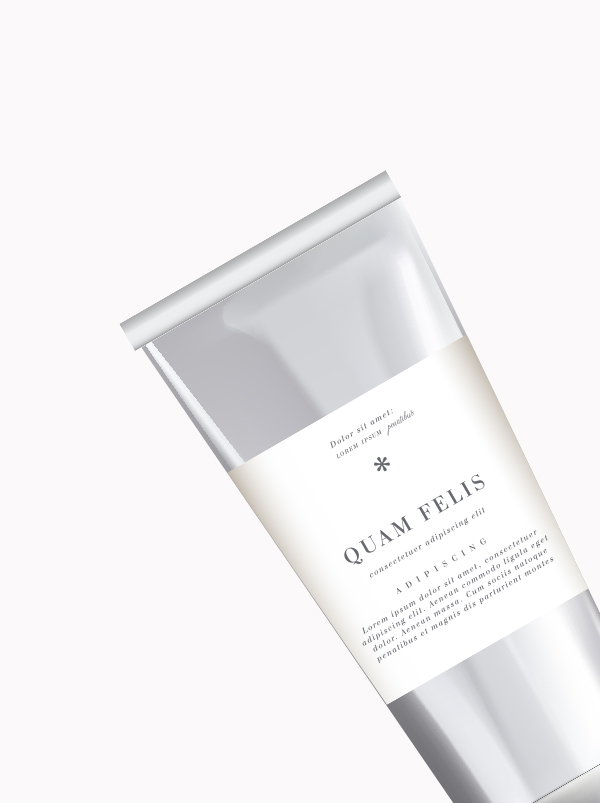 Dolor sit amet:
LOREM IPSUM penatibus
*
QUAM FELIS
consectetuer adipiscing elit
ADIPISCING
Lorem ipsum dolor sit amet, consectetuer
adipiscing elit. Aenean commodo ligula eget
dolor. Aenean massa. Cum sociis natoque
penatibus et magnis dis parturient montes